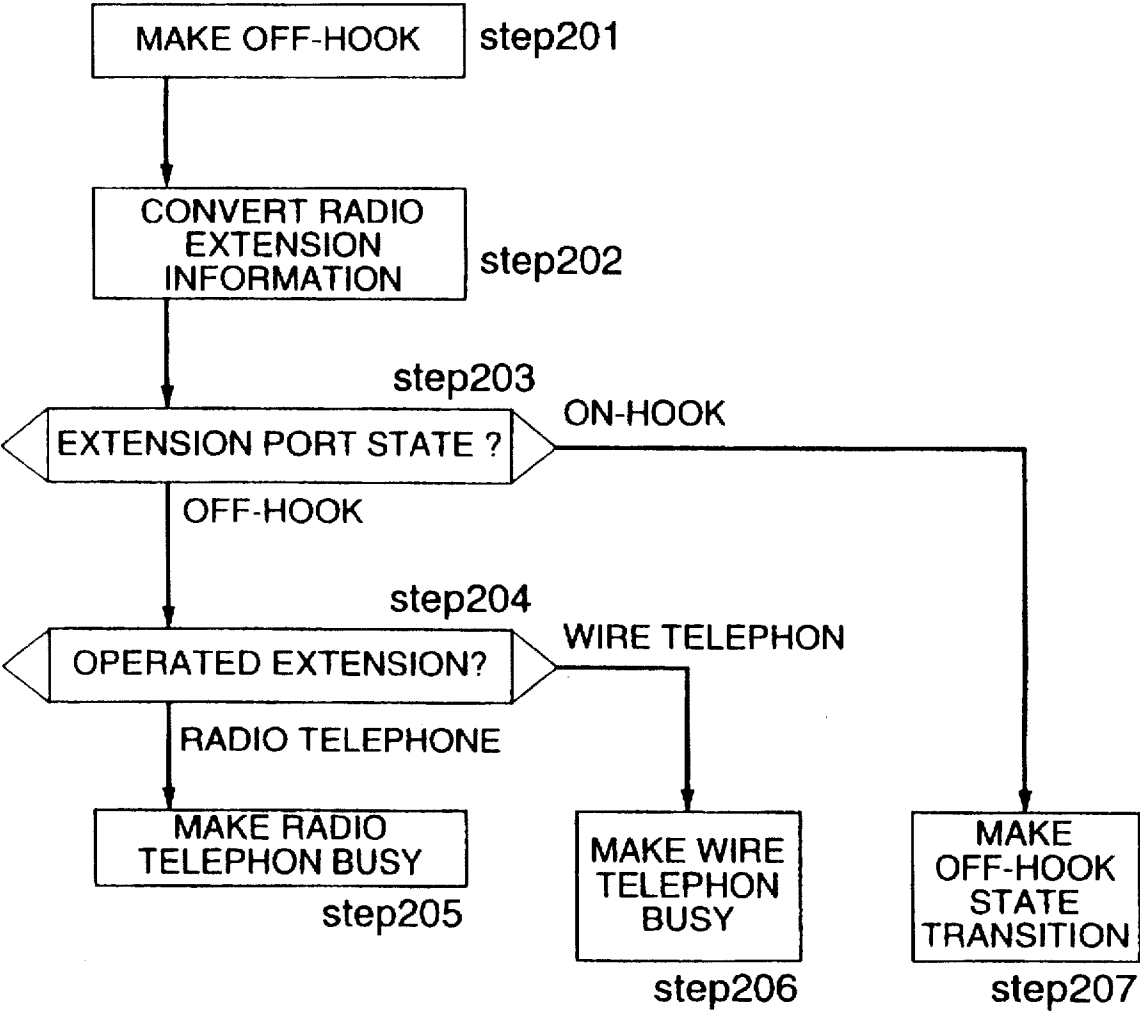 MAKE OFF-HOOK
step201
CONVERT RADIO
EXTENSION
INFORMATION
step202
step203
EXTENSION PORT STATE ?
ON-HOOK
OFF-HOOK
step204
OPERATED EXTENSION?
WIRE TELEPHON
RADIO TELEPHONE
MAKE RADIO
TELEPHON BUSY
step205
MAKE WIRE
TELEPHON
BUSY
step206
MAKE
OFF-HOOK
STATE
TRANSITION
step207